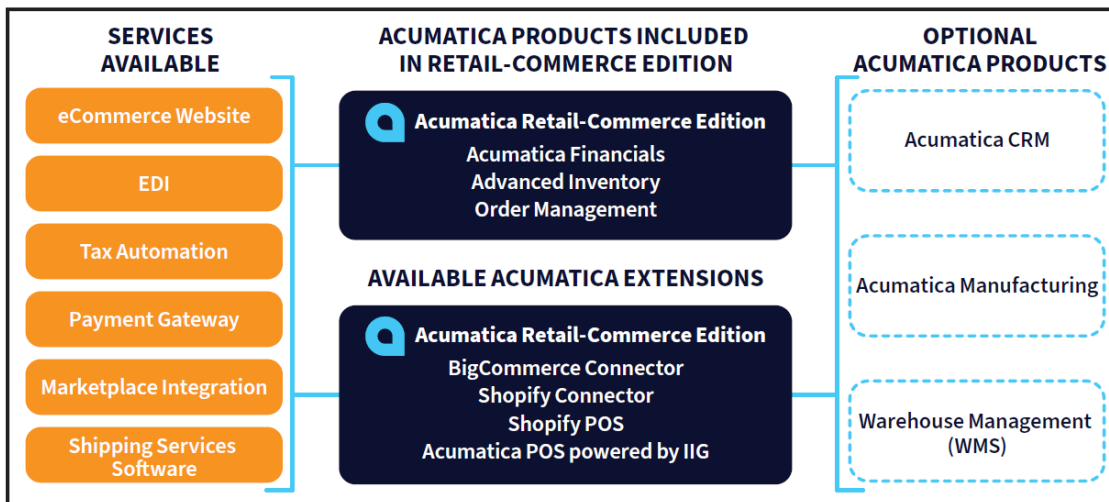 SERVICES
AVAILABLE
eCommerce Website
EDI
Tax Automation
Payment Gateway
Marketplace Integration
Shipping Services
Software
ACUMATICA PRODUCTS INCLUDED
IN RETAIL-COMMERCE EDITION
Acumatica Retail-Commerce Edition
Acumatica Financials
Advanced Inventory
Order Management
AVAILABLE ACUMATICA EXTENSIONS
Acumatica Retail-Commerce Edition
BigCommerce Connector
Shopify Connector
Shopify POS
Acumatica POS powered by IIG
OPTIONAL
ACUMATICA PRODUCTS
Acumatica CRM
Acumatica Manufacturing
Warehouse Management
(WMS)